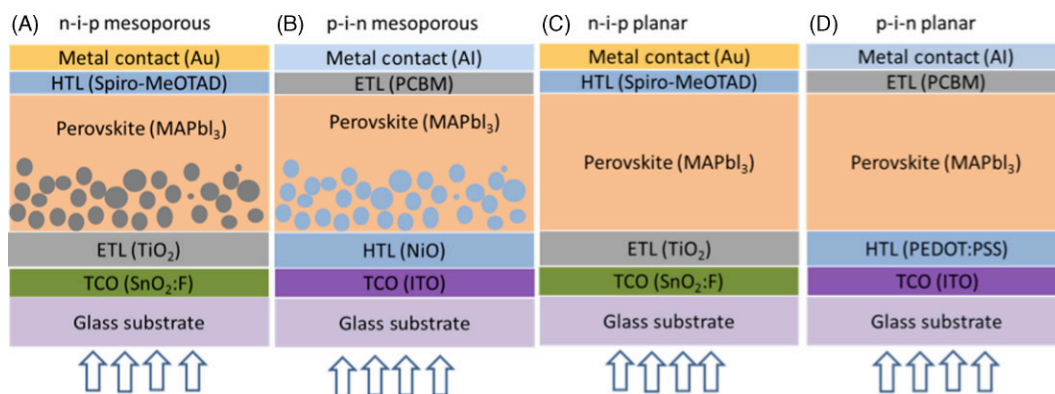 (A) n-i-p mesoporous
Metal contact (Au)
HTL (Spiro-MeOTAD)
Perovskite (MAPbI₃)
ETL (TiO₂)
TCO (SnO₂:F)
Glass substrate
(B) p-i-n mesoporous
Metal contact (Al)
ETL (PCBM)
Perovskite (MAPbI₃)
HTL (NiO)
TCO (ITO)
Glass substrate
(C) n-i-p planar
Metal contact (Au)
HTL (Spiro-MeOTAD)
Perovskite (MAPbI₃)
ETL (TiO₂)
TCO (SnO₂:F)
Glass substrate
(D) p-i-n planar
Metal contact (Al)
ETL (PCBM)
Perovskite (MAPbI₃)
HTL (PEDOT:PSS)
TCO (ITO)
Glass substrate